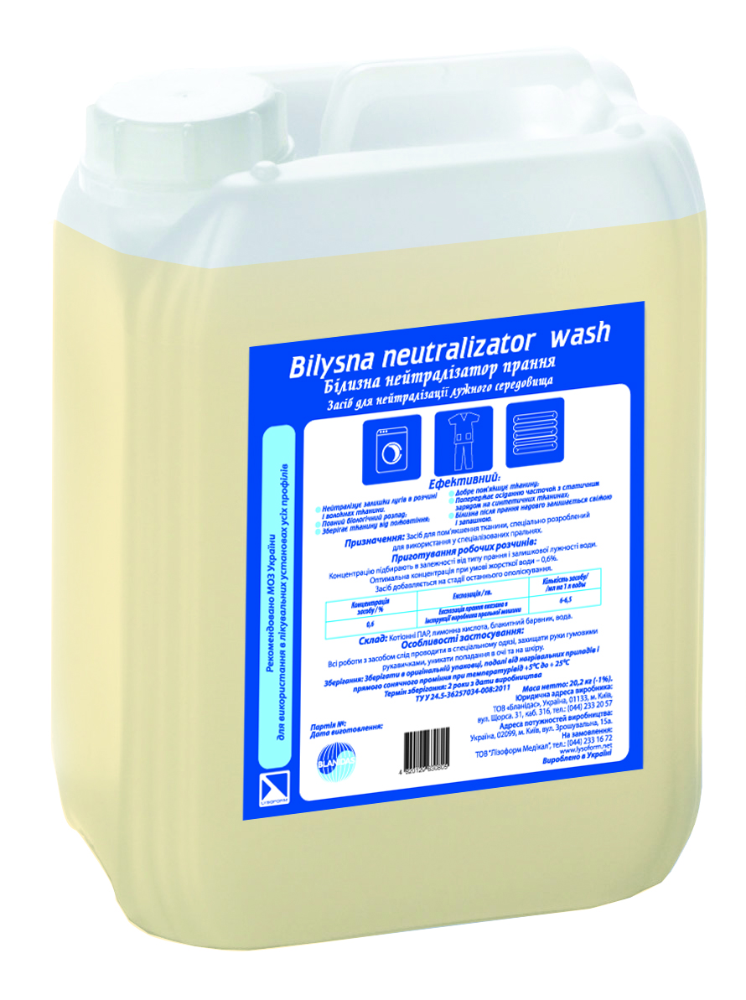 Bilysna neutralizator wash
Білизна нейтралізатор прання
Засіб для нейтралізації лужного середовища
Рекомендовано МОЗ України
для використання в лікувальних установах усіх профілів
Ефективний:
Нейтралізує залишки лугів в розчині
і волокнах тканини.
Повний біологічний розпад;
Зберігає тканину від пожовтіння;
Добре пом'якшує тканину;
Попереджає осіданню часточок з статичним
зарядом на синтетичних тканинах;
Білизна після прання надовго залишається свіжою
і запашною.
Призначення: Засіб для пом'якшення тканини, спеціально розроблений
для використання у спеціалізованих пральнях.
Приготування робочих розчинів:
Концентрацію підбирають в залежності від типу прання і залишкової лужності води.
Оптимальна концентрація при умові жорсткої води – 0,6%.
Засіб добавляється на стадії останнього ополіскування.
Концентрація
засобу / %
Експозиція / хв.
Кількість засобу/
/мл на 1 л воды
0,6
Експозиція прання вказана в
інструкції виробника пральної машини
6-6,5
Склад: Котіонні ПАР, лимонна кислота, блакитний барвник, вода.
Особливості застосування:
Всі роботи з засобом слід проводити в спеціальному одязі, захищати руки гумовими
рукавичками, уникати попадання в очі та на шкіру.
Зберігання: Зберігати в оригінальній упаковці, подалі від нагрівальних приладів і
прямого сонячного проміння при температурівід +5°С до + 25°С
Термін зберігання: 2 роки з дати виробництва
ТУ У 24.5-36257034-008:2011
Маса нетто: 20,2 кг (-1%).
Юридична адреса виробника:
ТОВ «Бланідас», Україна, 01133, м. Київ,
вул. Щорса. 31, каб. 316, тел.: (044) 233 20 57
Адреса потужностей виробництва:
Україна, 02099, м. Київ, вул. Зрошувальна, 15а.
На замовлення:
ТОВ "Лізоформ Медікал", тел.: (044) 233 16 72
www.lysoform.net
Вироблено в Україні
Партія №:
Дата виготовлення:
BLANIDAS
4 820129 630805
LYSOFORM